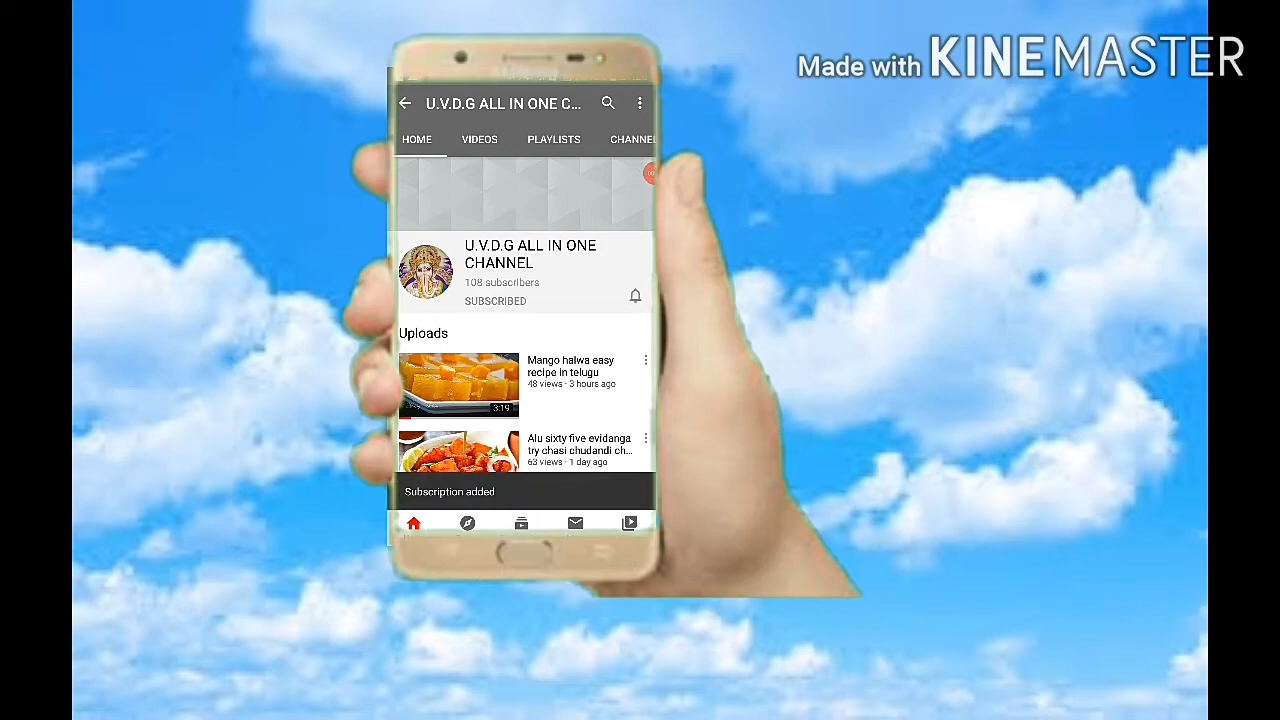 Made with KINEMASTER
U.V.D.G ALL IN ONE C...
HOME VIDEOS PLAYLISTS CHANNEL
00
U.V.D.G ALL IN ONE
CHANNEL
108 subscribers
SUBSCRIBED
Uploads
Mango halwa easy
recipe in telugu
48 views · 3 hours ago
3:19
Alu sixty five evidanga
try chasi chudandi ch...
63 views · 1 day ago
Subscription added